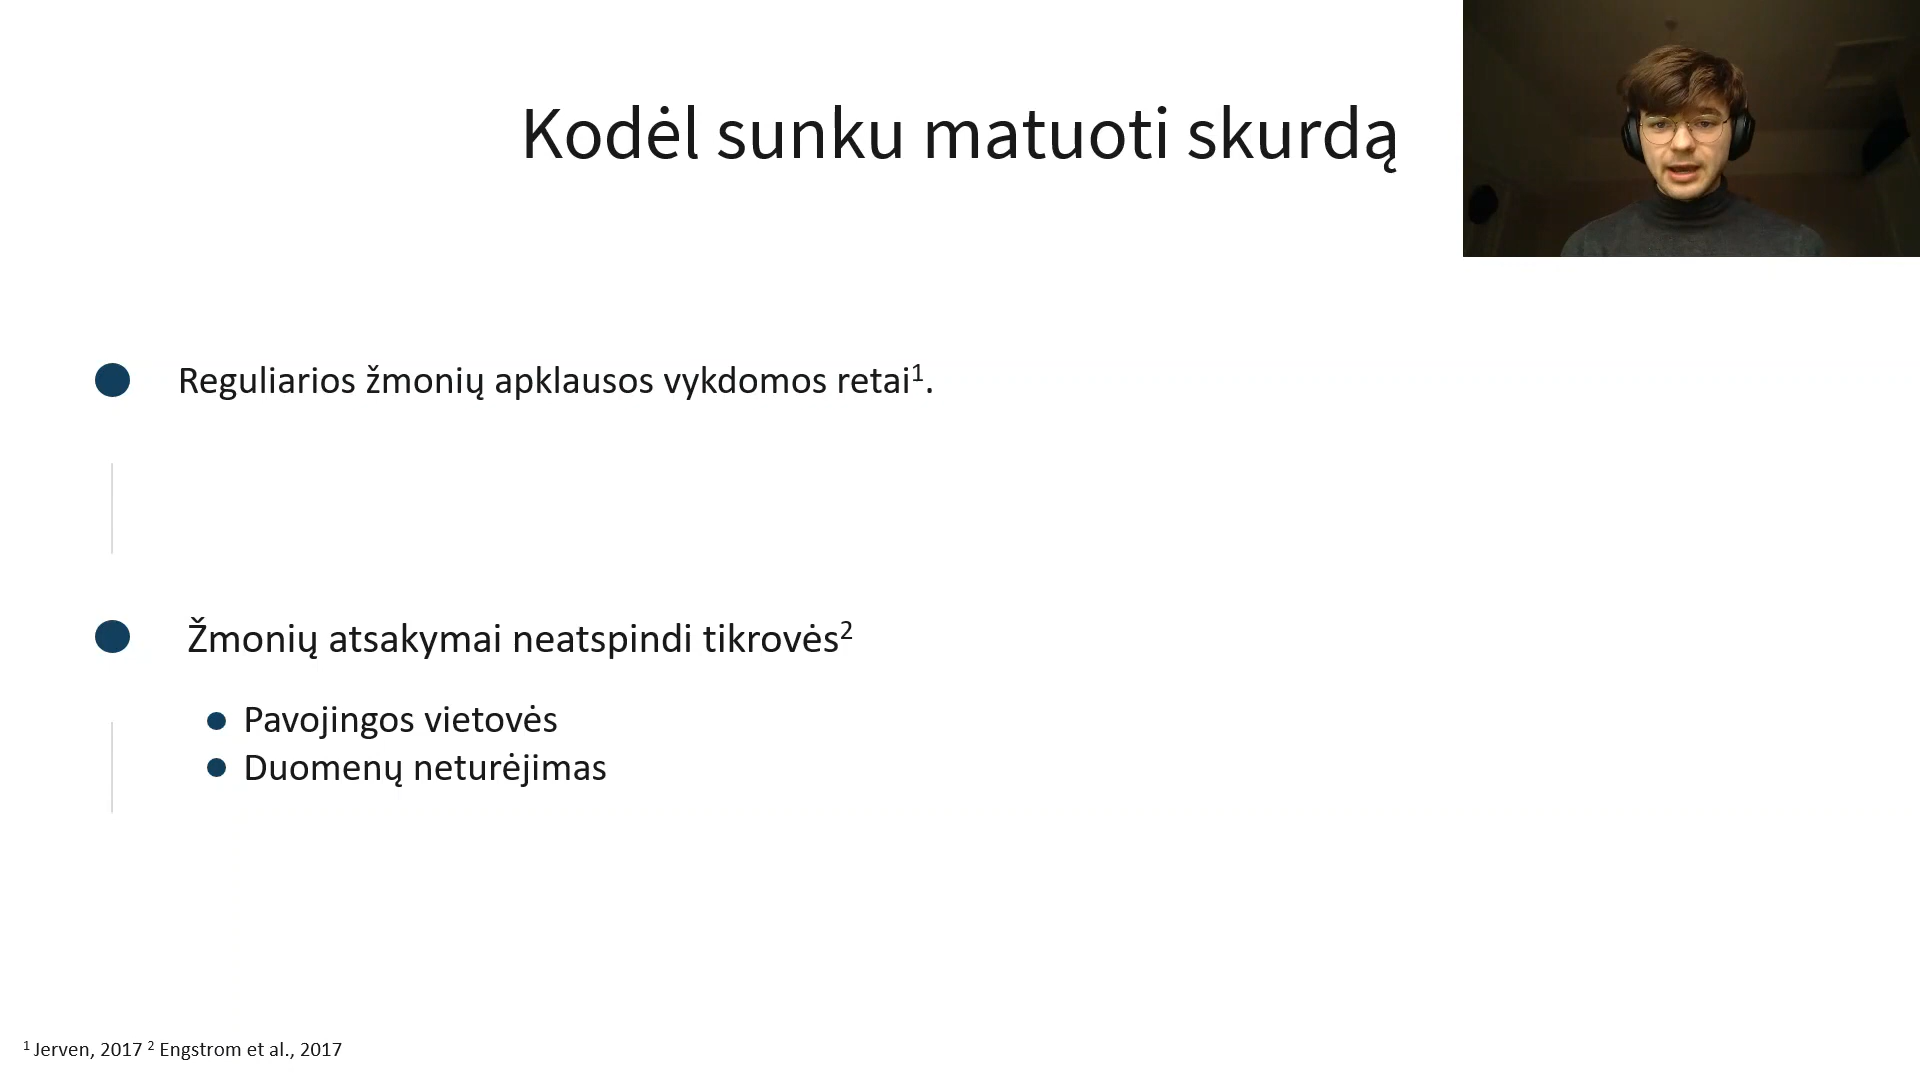 Kodėl sunku matuoti skurdą
Reguliarios žmonių apklausos vykdomos retai¹.
Žmonių atsakymai neatspindi tikrovės²
Pavojingos vietovės
Duomenų neturėjimas
¹ Jerven, 2017 ² Engstrom et al., 2017